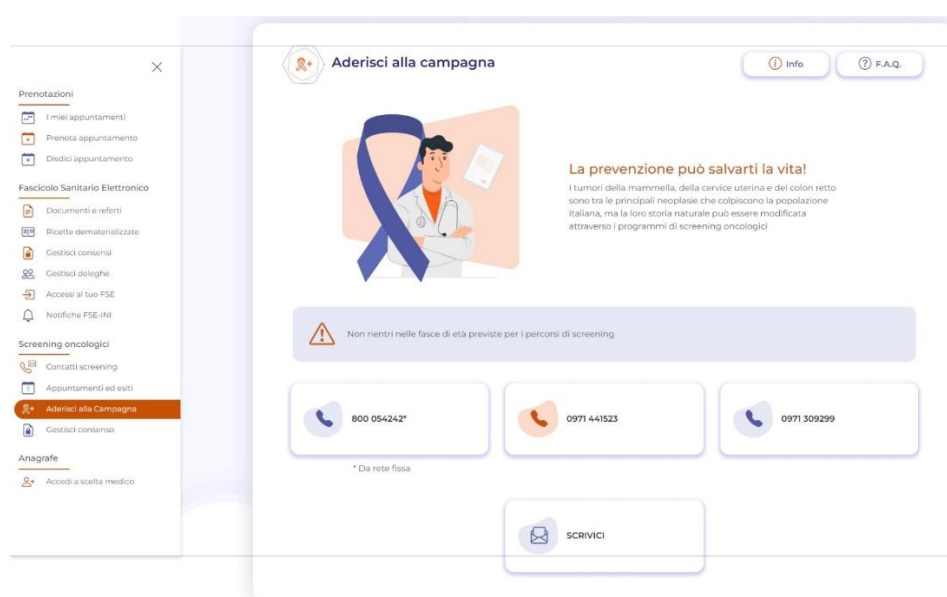 Prenotazioni
I miei appuntamenti
Prenota appuntamento
Disdici appuntamento
Fascicolo Sanitario Elettronico
Documenti e referti
Ricette dematerializzate
Gestisci consensi
Gestisci deleghe
Accessi al tuo FSE
Notifiche FSE-INI
Screening oncologici
Contatti screening
Appuntamenti ed esiti
Aderisci alla Campagna
Gestisci consenso
Anagrafe
Accedi a scelta medico
Aderisci alla campagna
Info
F.A.Q.
La prevenzione può salvarti la vita!
I tumori della mammella, della cervice uterina e del colon retto
sono tra le principali neoplasie che colpiscono la popolazione
italiana, ma la loro storia naturale può essere modificata
attraverso i programmi di screening oncologici
Non rientri nelle fasce di età previste per i percorsi di screening
800 054242*
0971 441523
0971 309299
* Da rete fissa
SCRIVICI